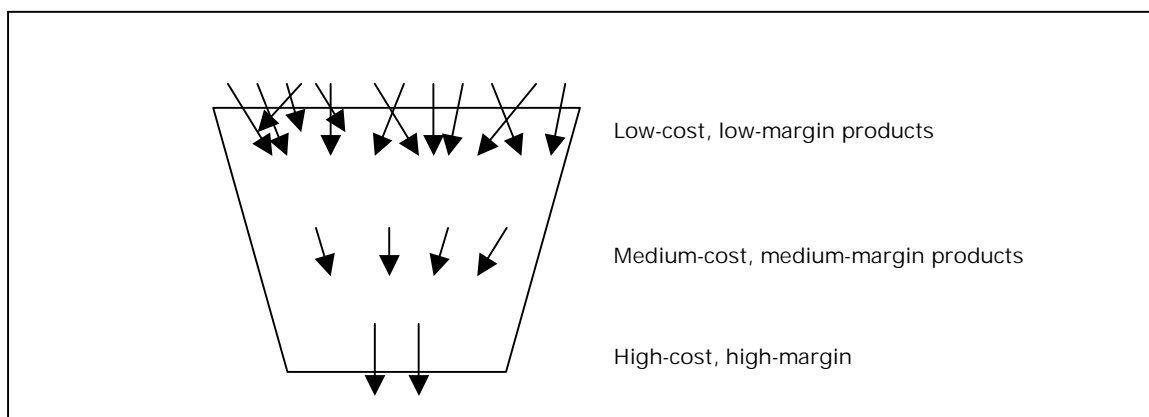 Low-cost, low-margin products
Medium-cost, medium-margin products
High-cost, high-margin